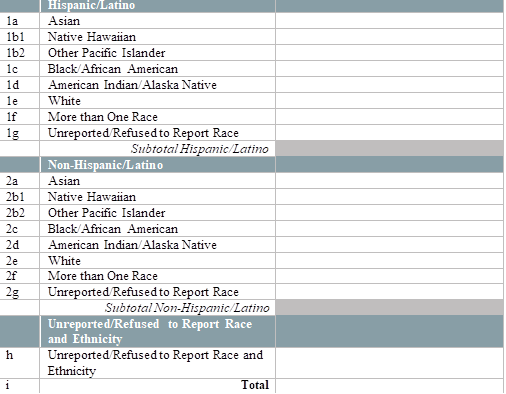 Hispanic/Latino
1a Asian
1b1 Native Hawaiian
1b2 Other Pacific Islander
1c Black/African American
1d American Indian/Alaska Native
1e White
1f More than One Race
1g Unreported/Refused to Report Race
Subtotal Hispanic/Latino
Non-Hispanic/Latino
2a Asian
2b1 Native Hawaiian
2b2 Other Pacific Islander
2c Black/African American
2d American Indian/Alaska Native
2e White
2f More than One Race
2g Unreported/Refused to Report Race
Subtotal Non-Hispanic/Latino
Unreported/Refused to Report Race
and Ethnicity
h Unreported/Refused to Report Race and
Ethnicity
i Total